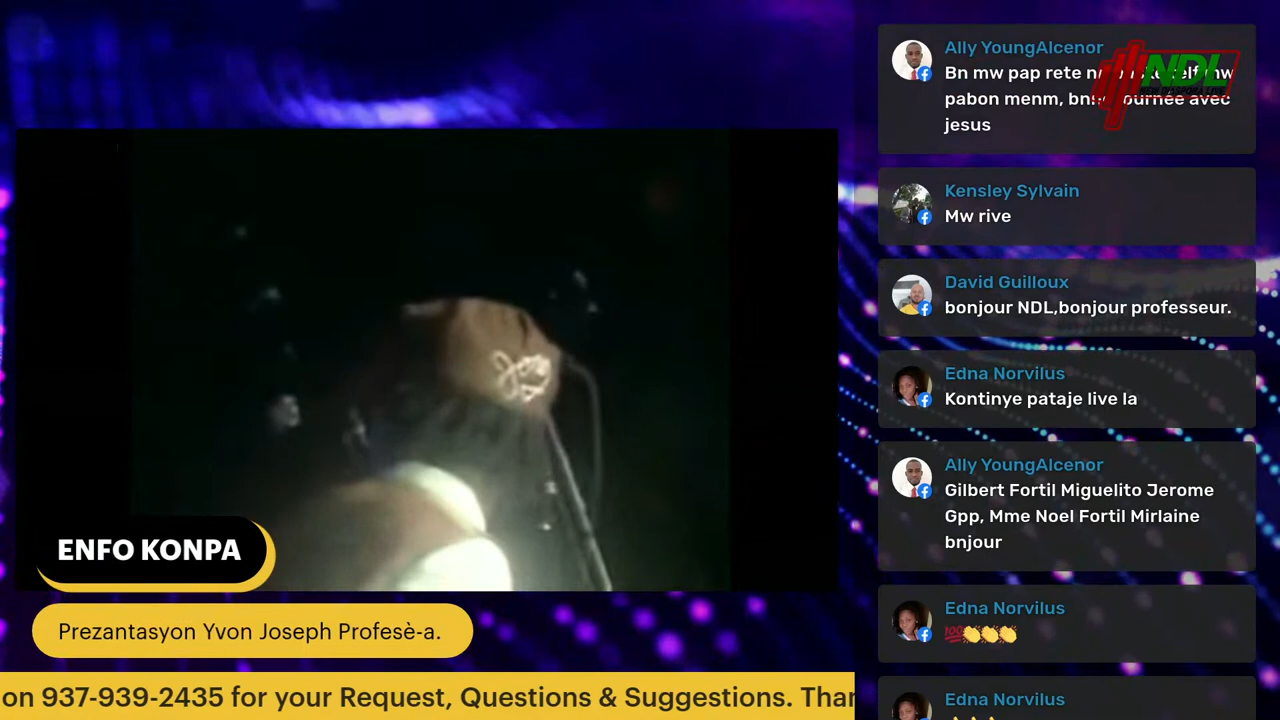 ENFO KONPA
Prezantasyon Yvon Joseph Profesè-a.
on 937-939-2435 for your Request, Questions & Suggestions. Than
Ally YoungAlcenor
Bn mw pap rete
pabon menm,
avec
jesus
NDL
Kensley Sylvain
Mw rive
David Guilloux
bonjour NDL,bonjour professeur.
Edna Norvilus
Kontinye pataje live la
Ally YoungAlcenor
Gilbert Fortil Miguelito Jerome
Gpp, Mme Noel Fortil Mirlaine
bnjour
Edna Norvilus
💯👏👏👏
Edna Norvilus